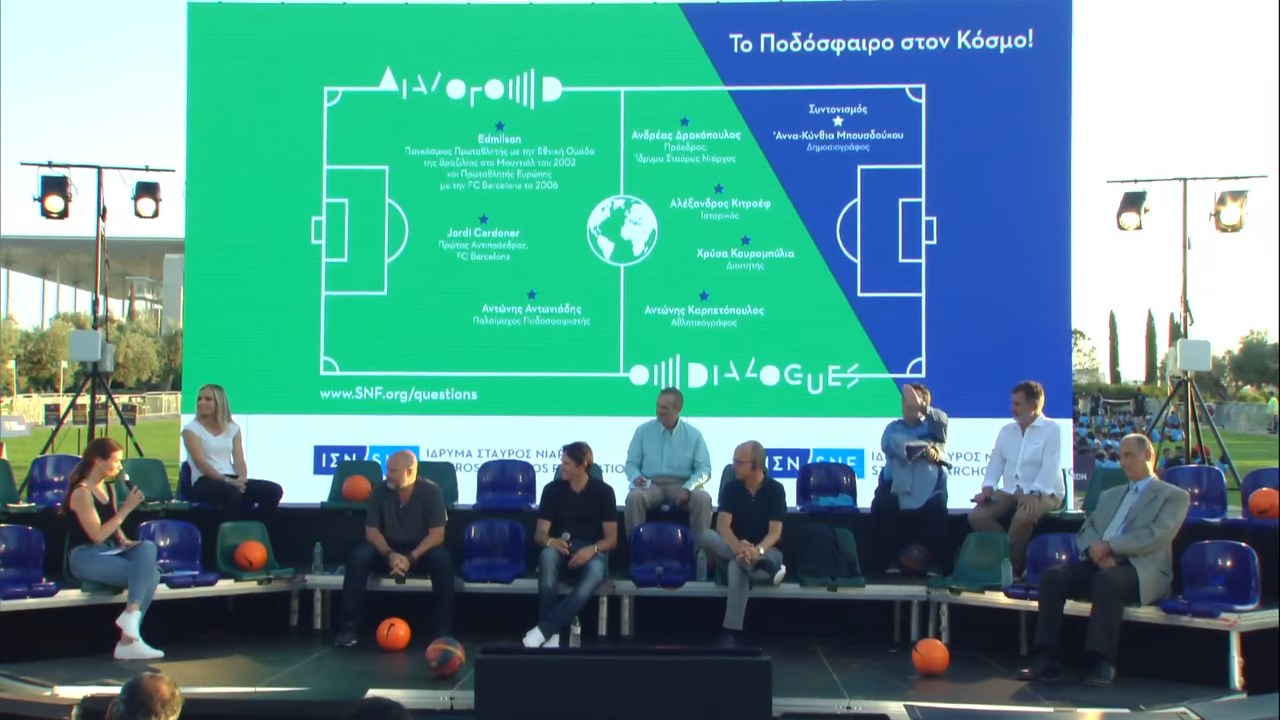 Το Ποδόσφαιρο στον Κόσμο!
ΔΙΑΛΟΓΟΙ
Edmilson
Παγκόσμιος Πρωταθλητής με την Εθνική Ομάδα
της Βραζιλίας στο Μουντιάλ του 2002
και Πρωταθλητής Ευρώπης
με την FC Barcelona το 2006
Jordi Cardoner
Πρώτος Αντιπρόεδρος,
FC Barcelona
Αντώνης Αντωνιάδης
Παλαίμαχος Ποδοσφαιριστής
Ανδρέας Δρακόπουλος
Πρόεδρος,
Ίδρυμα Σταύρος Νιάρχος
Αλέξανδρος Κιτροέφ
Ιστορικός
Χρύσα Κουρομπύλια
Διαιτητής
Αντώνης Καρπετόπουλος
Αθλητικογράφος
Συντονισμός
Άννα-Κύνθια Μπουσδούκου
Δημοσιογράφος
DIALOGUES
www.SNF.org/questions
ΙΣΝ/SNF
ΙΔΡΥΜΑ ΣΤΑΥΡΟΣ ΝΙΑΡ
ΙΣΝ/SNF